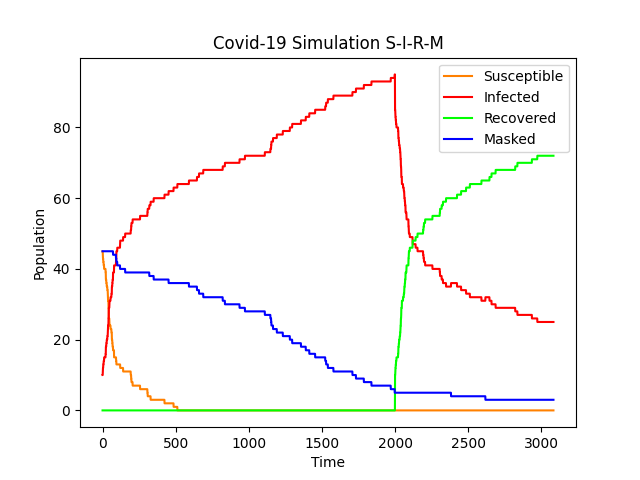 Covid-19 Simulation S-I-R-M
Susceptible
Infected
Recovered
Masked
Population
80
60
40
20
0
0 500 1000 1500 2000 2500 3000
Time